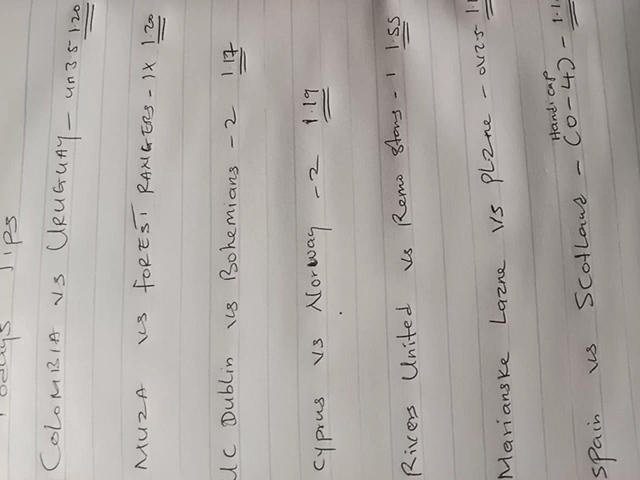 Todays Tips
COLOMBIA vs URUGUAY - un 3.5 1.20
MUZA vs FOREST RANGERS - 1X 1.20
UC Dublin vs Bohemians - 2 1.17
Cyprus vs Norway - 2 1.19
Rivers United vs Remo Stars - 1 1.55
Marianske Lazne vs Plzne - ov2.5
Spain vs Scotland - Handicap (0-4) -